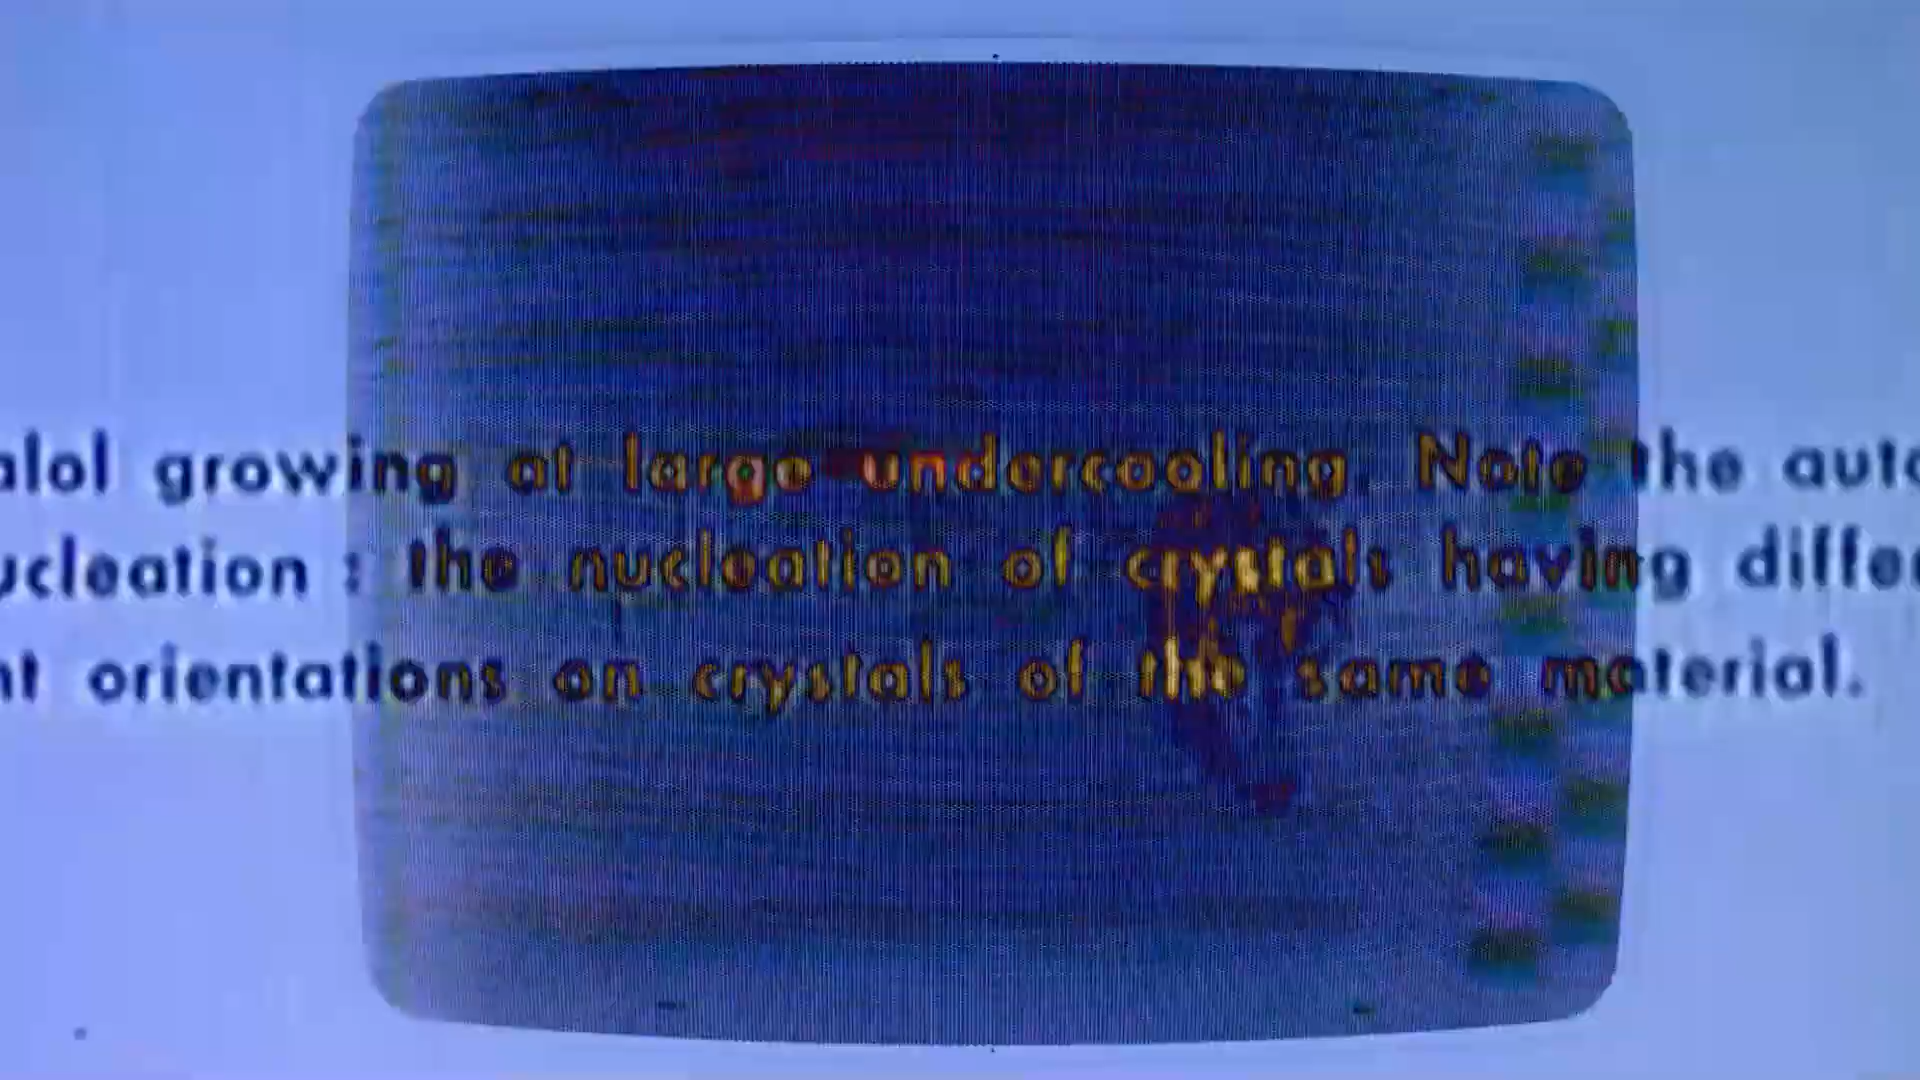 alol growing at large undercooling. Note the auto
ucleation : the nucleation of crystals having differ
nt orientations on crystals of the same material.